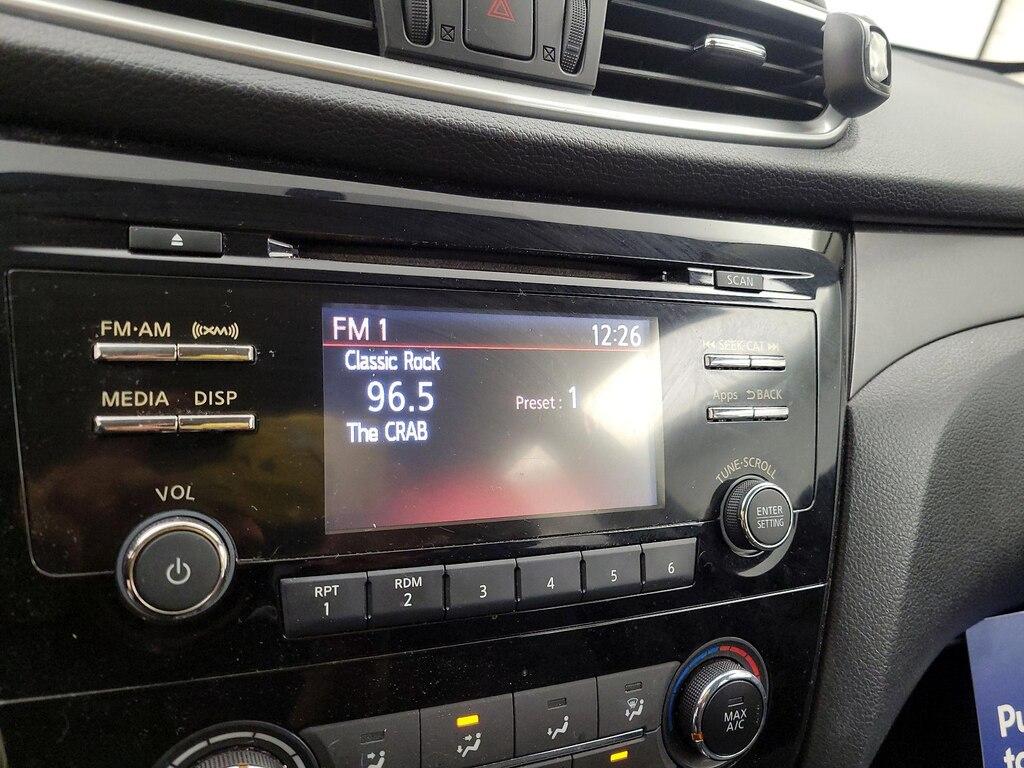 SCAN
FM·AM
((XM))
MEDIA
DISP
VOL
FM 1
12:26
Classic Rock
96.5
Preset : 1
The CRAB
SEEK·CAT
Apps
BACK
TUNE·SCROLL
ENTER
SETTING
RPT
1
RDM
2
3
4
5
6
MAX
A/C
Pu
to